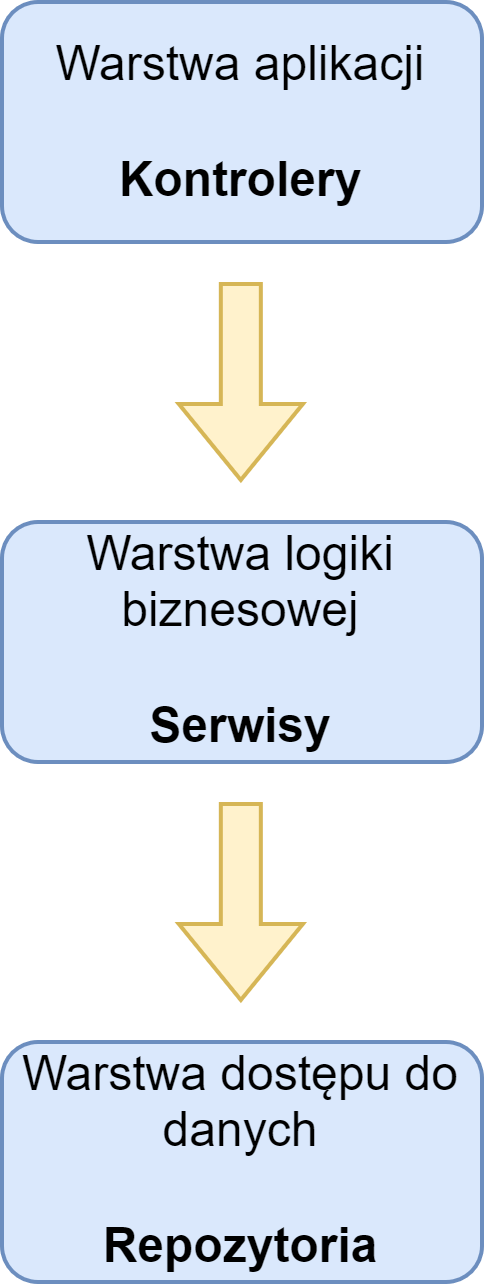 Warstwa aplikacji
Kontrolery
Warstwa logiki
biznesowej
Serwisy
Warstwa dostępu do
danych
Repozytoria